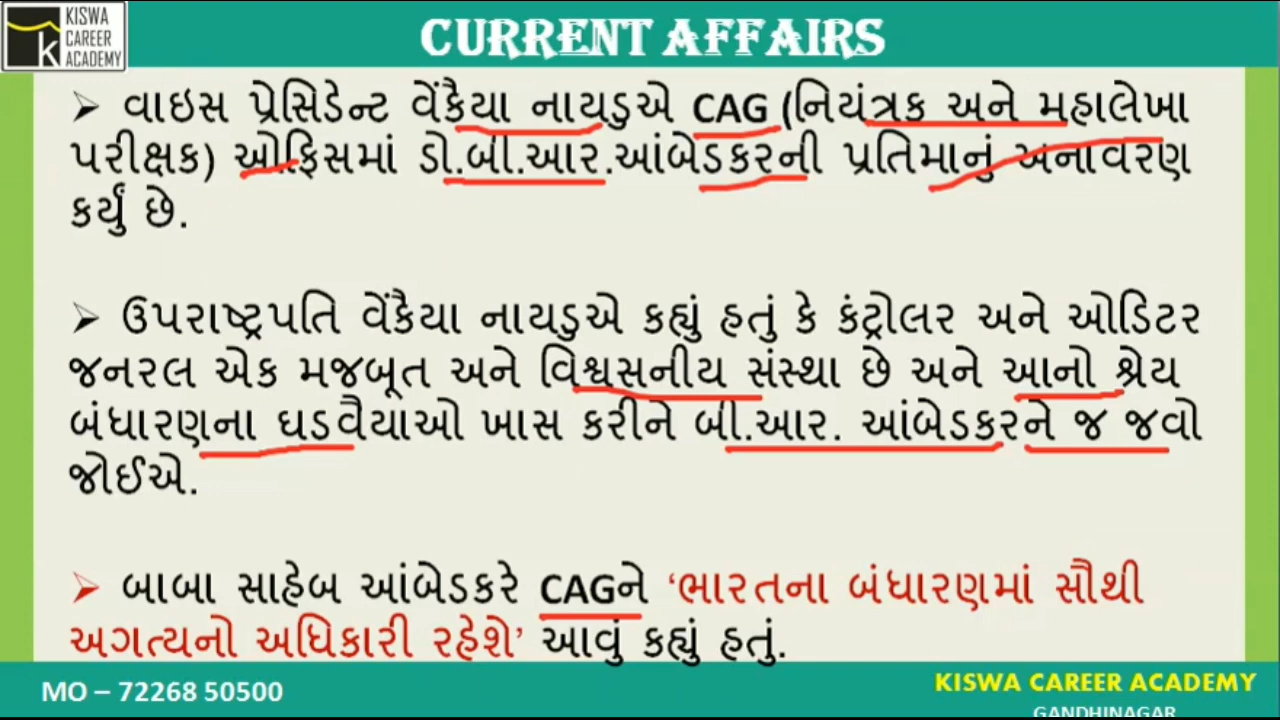 KISWA
CAREER
ACADEMY
CURRENT AFFAIRS
➤ વાઇસ પ્રેસિડેન્ટ વેંકૈયા નાયડુએ CAG (નિયંત્રક અને મહાલેખા
પરીક્ષક) ઓફિસમાં ડો.બી.આર.આંબેડકરની પ્રતિમાનું અનાવરણ
કર્યું છે.
➤ ઉપરાષ્ટ્રપતિ વેંકૈયા નાયડુએ કહ્યું હતું કે કંટ્રોલર અને ઓડિટર
જનરલ એક મજબૂત અને વિશ્વસનીય સંસ્થા છે અને આનો શ્રેય
બંધારણના ઘડવૈયાઓ ખાસ કરીને બી.આર. આંબેડકરને જ જવો
જોઈએ.
➤ બાબા સાહેબ આંબેડકરે CAGને ‘ભારતના બંધારણમાં સૌથી
અગત્યનો અધિકારી રહેશે’ આવું કહ્યું હતું.
MO – 72268 50500
KISWA CAREER ACADEMY
GANDHINAGAR